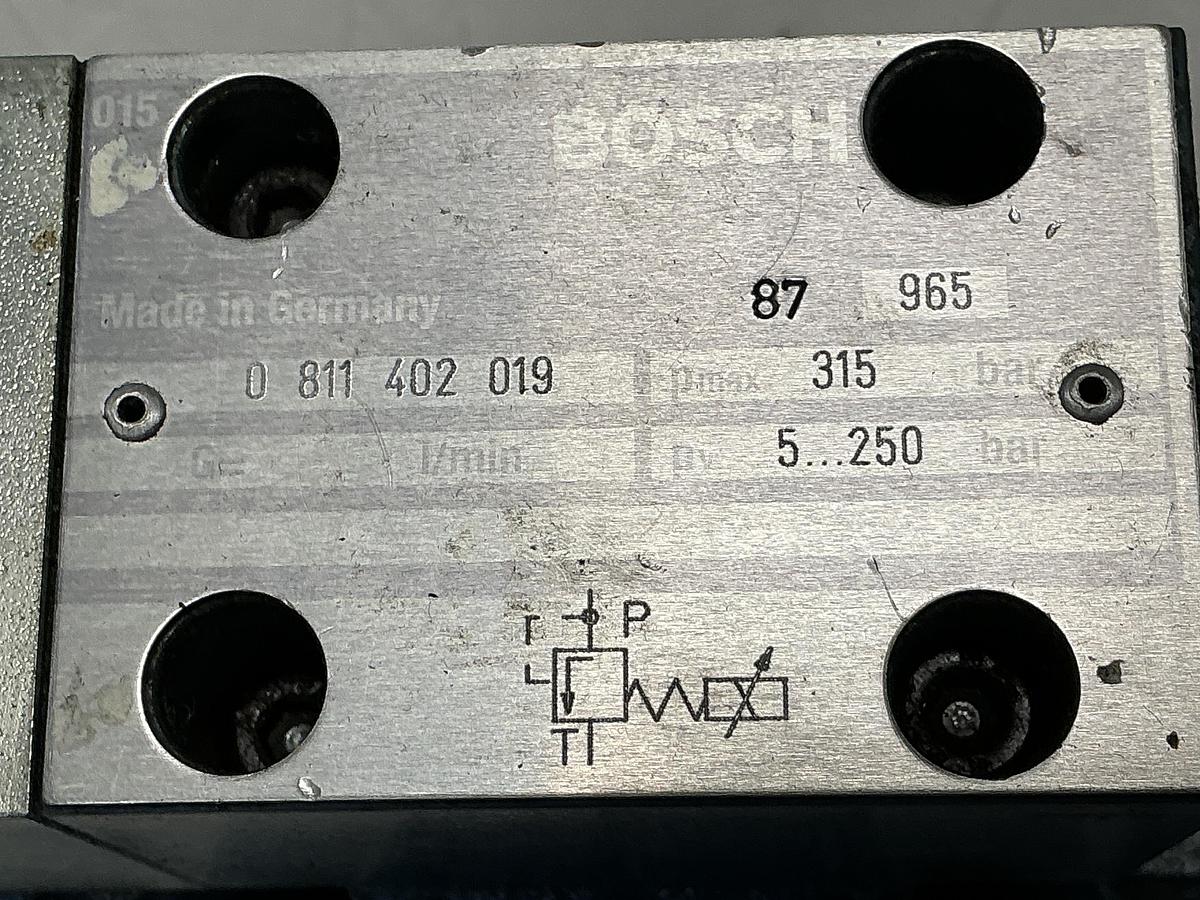 015
BOSCH
87 965
Made in Germany
0 811 402 019 pmax 315 bar
G= l/min pv 5...250 bar
P
T